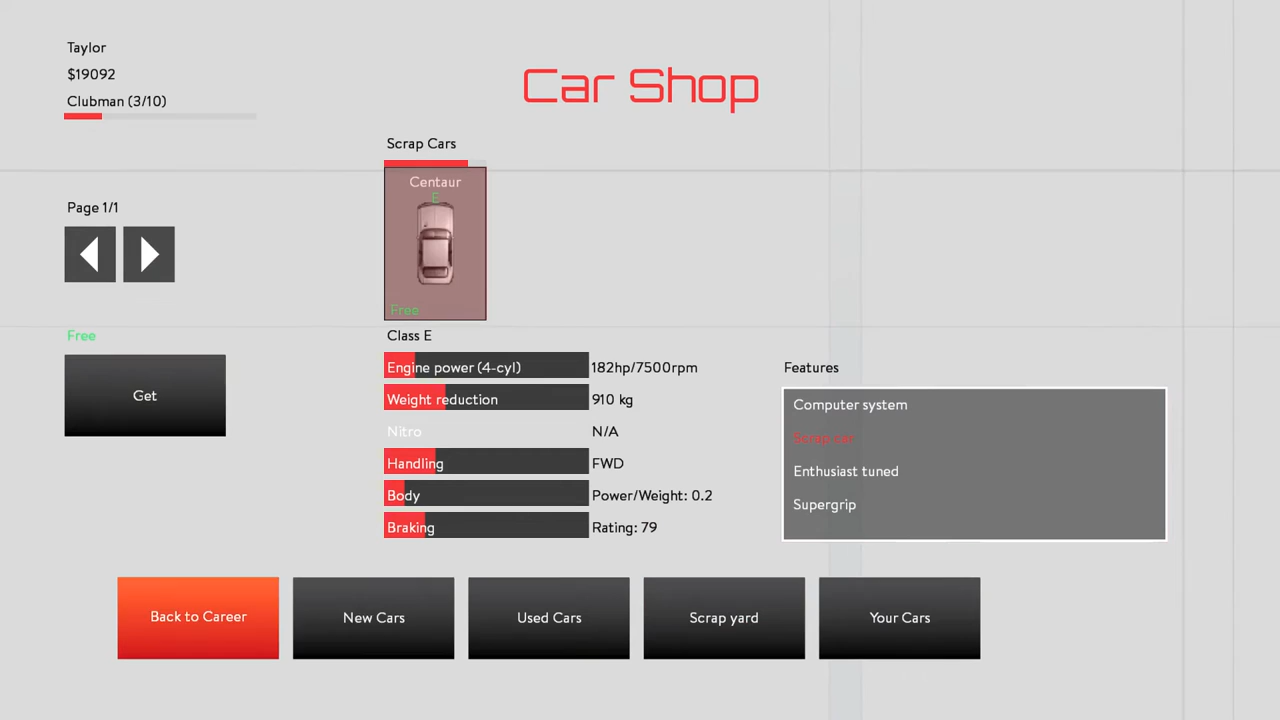 Taylor
$19092
Clubman (3/10)
Car Shop
Scrap Cars
Centaur
E
Free
Page 1/1
Free
Get
Class E
Engine power (4-cyl) 182hp/7500rpm
Weight reduction 910 kg
Nitro N/A
Handling FWD
Body Power/Weight: 0.2
Braking Rating: 79
Features
Computer system
Scrap car
Enthusiast tuned
Supergrip
Back to Career
New Cars
Used Cars
Scrap yard
Your Cars